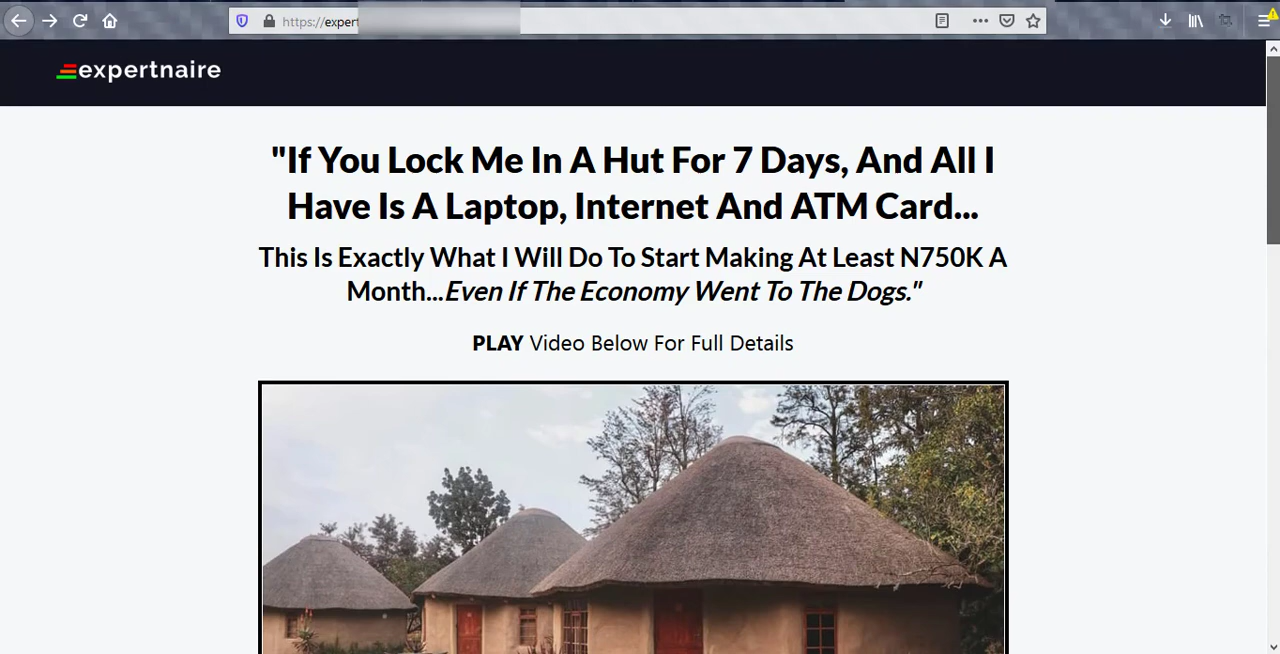 https://expert
expertnaire
"If You Lock Me In A Hut For 7 Days, And All I
Have Is A Laptop, Internet And ATM Card...
This Is Exactly What I Will Do To Start Making At Least N750K A
Month...Even If The Economy Went To The Dogs."
PLAY Video Below For Full Details